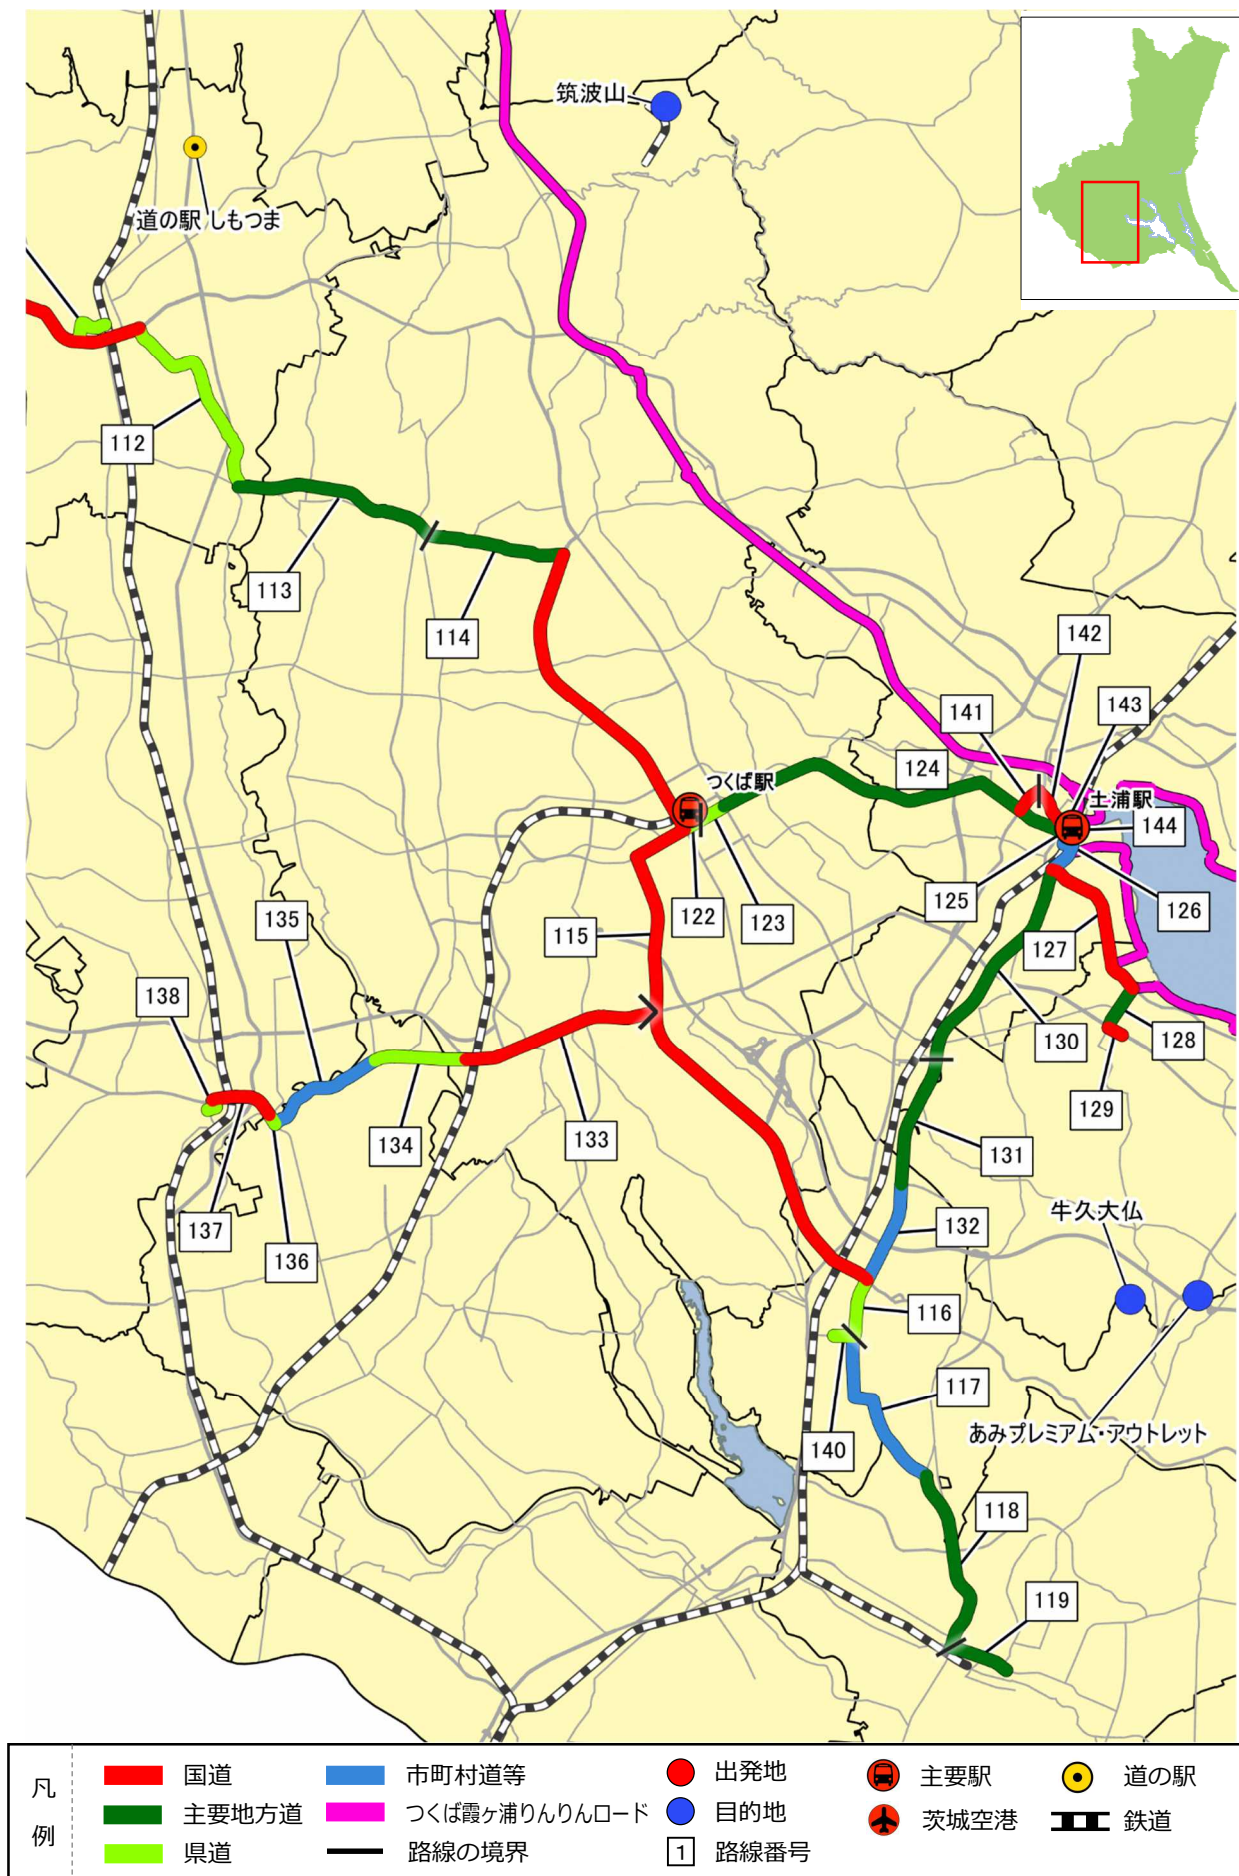 筑波山
道の駅 しもつま
112
113
114
142
143
141
つくば駅
124
土浦駅
144
135
125
126
122
123
115
127
138
130
128
129
134
133
131
牛久大仏
137
136
132
116
117
140
あみプレミアム・アウトレット
118
119
凡例
国道
市町村道等
出発地
主要駅
道の駅
主要地方道
つくば霞ヶ浦りんりんロード
目的地
茨城空港
鉄道
県道
路線の境界
1
路線番号